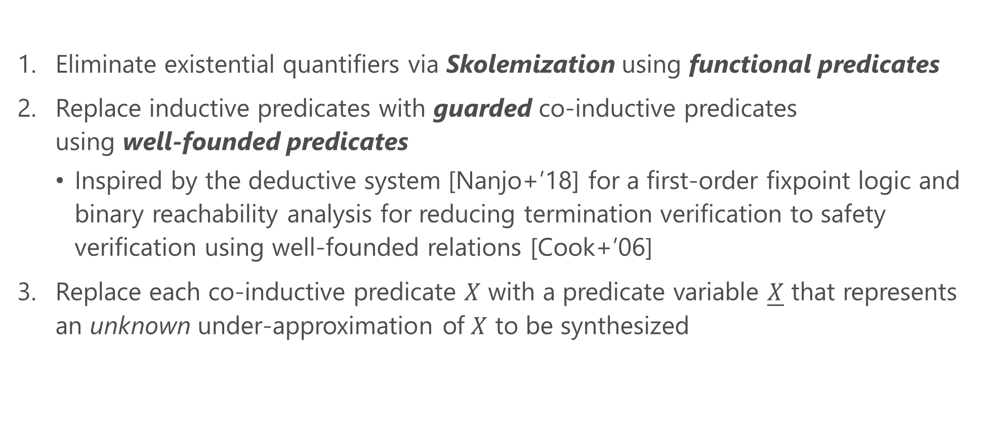 1. Eliminate existential quantifiers via Skolemization using functional predicates
2. Replace inductive predicates with guarded co-inductive predicates
using well-founded predicates
• Inspired by the deductive system [Nanjo+’18] for a first-order fixpoint logic and
binary reachability analysis for reducing termination verification to safety
verification using well-founded relations [Cook+’06]
3. Replace each co-inductive predicate X with a predicate variable X that represents
an unknown under-approximation of X to be synthesized